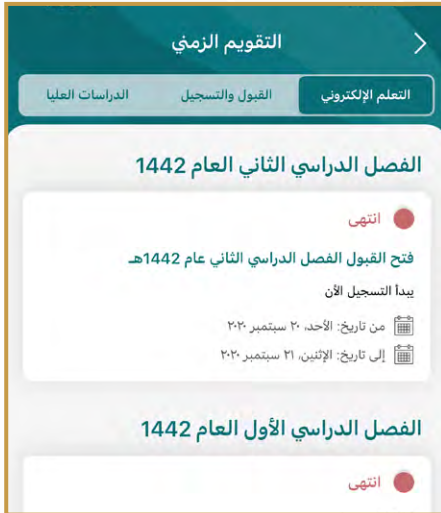 التقويم الزمني
التعلم الإلكتروني
القبول والتسجيل
الدراسات العليا
الفصل الدراسي الثاني العام 1442
انتهى
فتح القبول الفصل الدراسي الثاني عام 1442هـ
يبدأ التسجيل الأن
من تاريخ: الأحد، ٢٠ سبتمبر ٢٠٢٠
إلى تاريخ: الإثنين، ٢١ سبتمبر ٢٠٢٠
الفصل الدراسي الأول العام 1442
انتهى